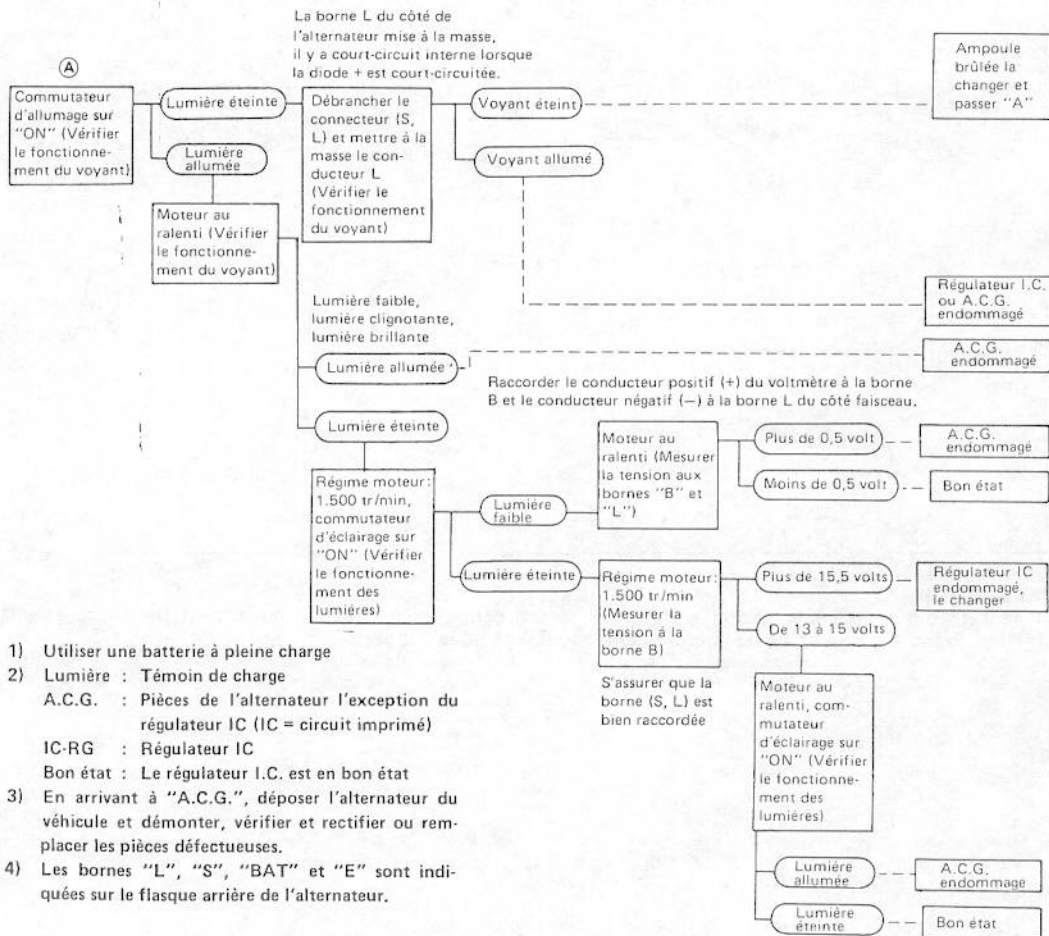 La borne L du côté de
l'alternateur mise à la masse,
il y a court-circuit interne lorsque
la diode + est court-circuitée.
A
Commutateur
d'allumage sur
"ON" (Vérifier
le fonctionne-
ment du voyant)
Lumière éteinte
Lumière
allumée
Débrancher le
connecteur (S,
L) et mettre à la
masse le con-
ducteur L
(Vérifier le
fonctionnement
du voyant)
Voyant éteint
Voyant allumé
Ampoule
brûlée la
changer et
passer "A"
Moteur au
ralenti (Vérifier
le fonctionne-
ment du voyant)
Régulateur I.C.
ou A.C.G.
endommagé
Lumière faible,
lumière clignotante,
lumière brillante
Lumière allumée
A.C.G.
endommagé
Raccorder le conducteur positif (+) du voltmètre à la borne
B et le conducteur négatif (−) à la borne L du côté faisceau.
Lumière éteinte
Régime moteur:
1.500 tr/min,
commutateur
d'éclairage sur
"ON" (Vérifier
le fonctionne-
ment des
lumiéres)
Lumiére
faible
Moteur au
ralenti (Mesurer
la tension aux
bornes "B" et
"L")
Plus de 0,5 volt
A.C.G.
endommagé
Moins de 0,5 volt
Bon état
Lumière éteinte
Régime moteur:
1.500 tr/min
(Mesurer la
tension á la
borne B)
S'assurer que la
borne (S, L) est
bien raccordée
Plus de 15,5 volts
Régulateur IC
endommagé,
le changer
De 13 à 15 volts
Moteur au
ralenti, com-
mutateur
d'éclairage sur
"ON" (Vérifier
le fonctionne-
ment des
lumiéres)
Lumière
allumée
A.C.G.
endommagé
Lumière
éteinte
Bon état
1) Utiliser une batterie à pleine charge
2) Lumière : Témoin de charge
A.C.G. : Pièces de l'alternateur l'exception du
régulateur IC (IC = circuit imprimé)
IC-RG : Régulateur IC
Bon état : Le régulateur I.C. est en bon état
3) En arrivant à "A.C.G.", déposer l'alternateur du
véhicule et démonter, vérifier et rectifier ou rem-
placer les pièces défectueuses.
4) Les bornes "L", "S", "BAT" et "E" sont indi-
quées sur le flasque arrière de l'alternateur.